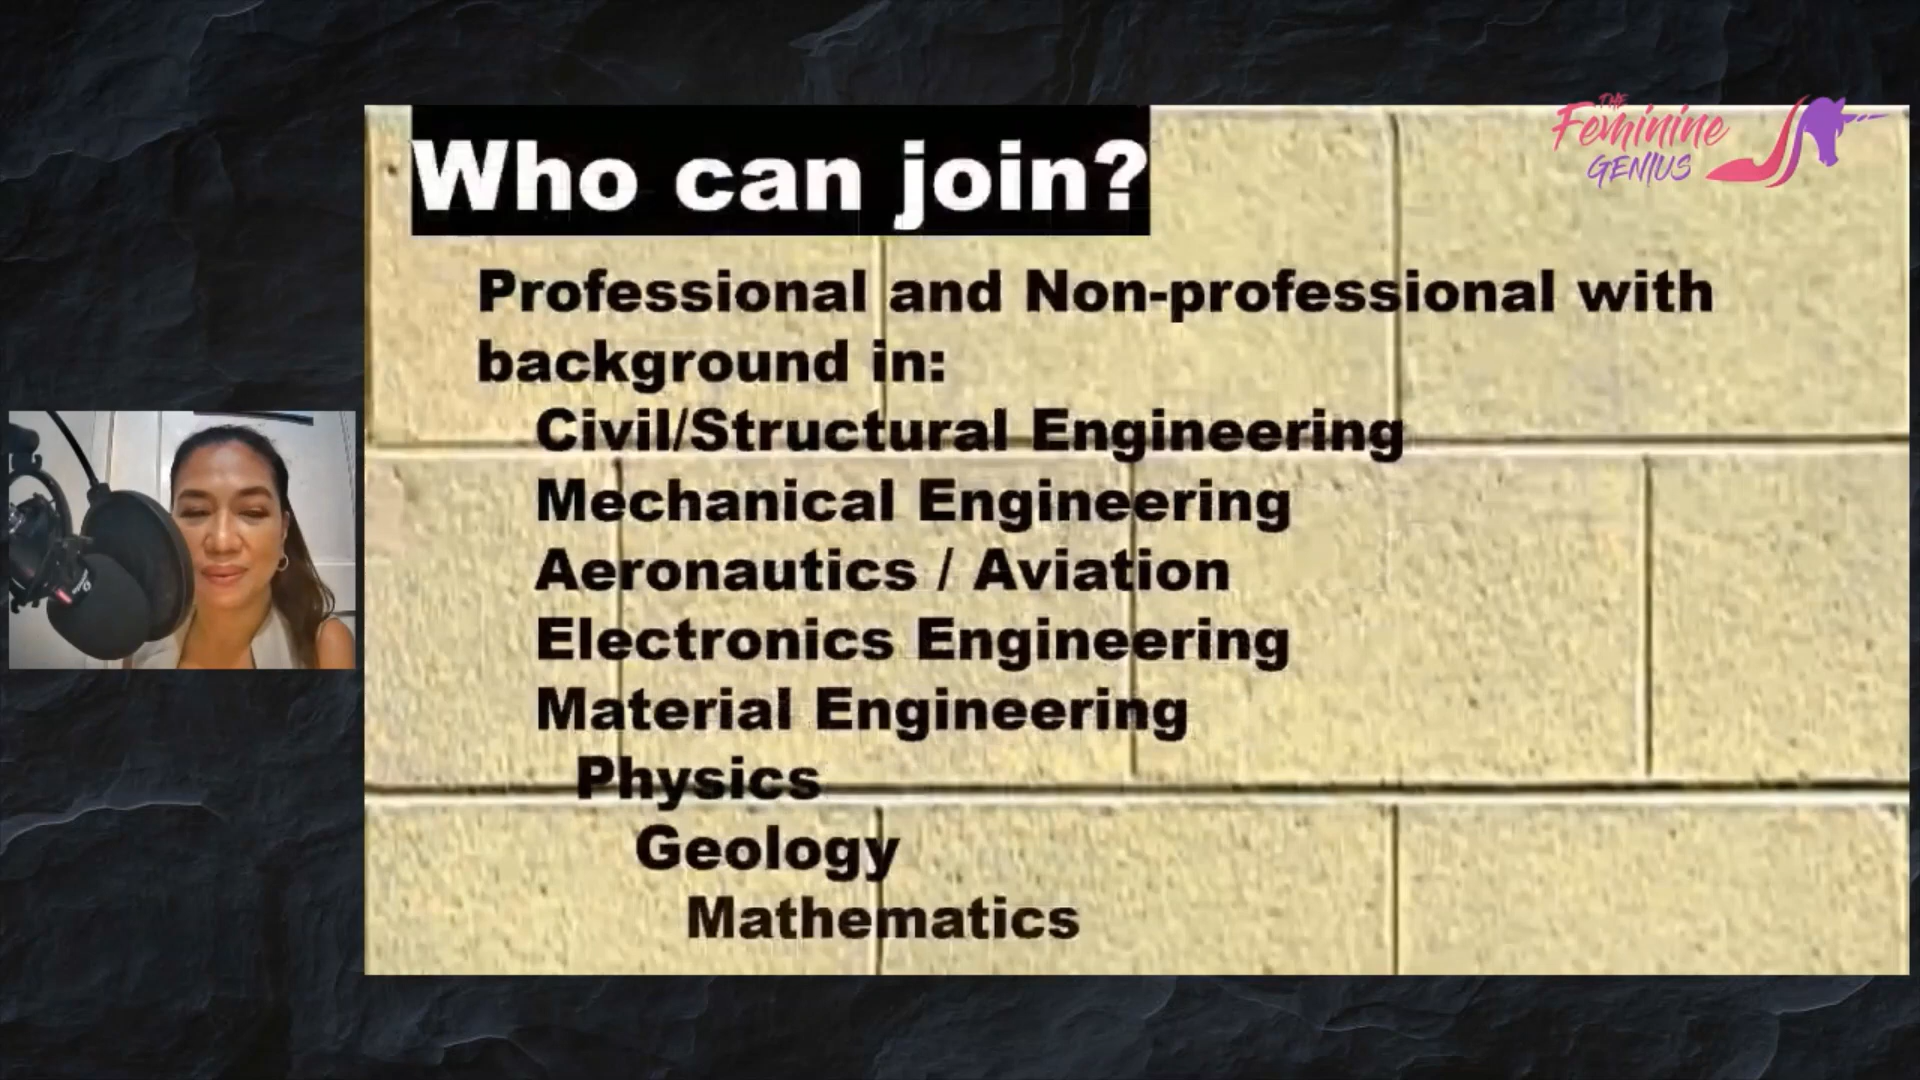 Who can join?
THE
Feminine
GENIUS
Professional and Non-professional with
background in:
Civil/Structural Engineering
Mechanical Engineering
Aeronautics / Aviation
Electronics Engineering
Material Engineering
Physics
Geology
Mathematics